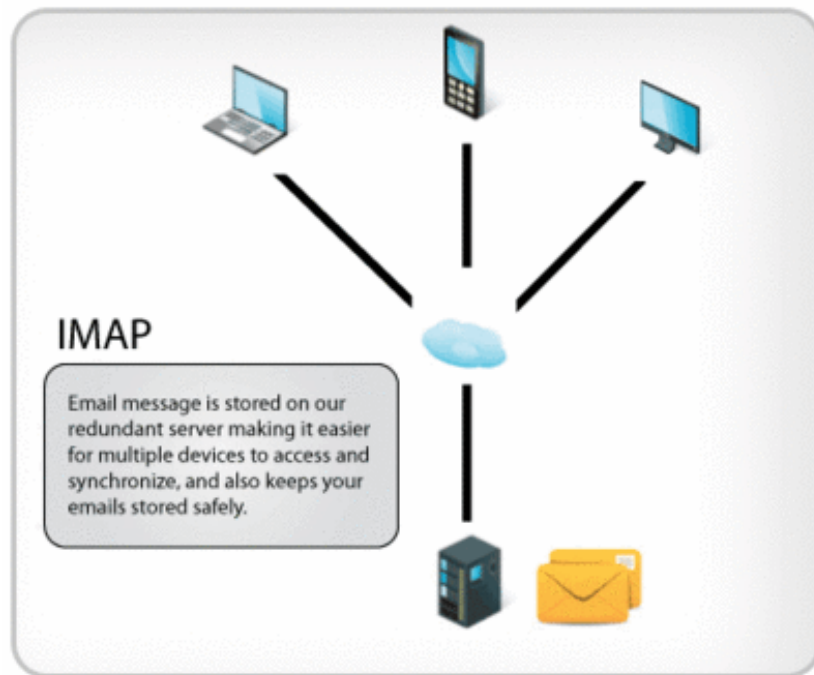 IMAP
Email message is stored on our
redundant server making it easier
for multiple devices to access and
synchronize, and also keeps your
emails stored safely.